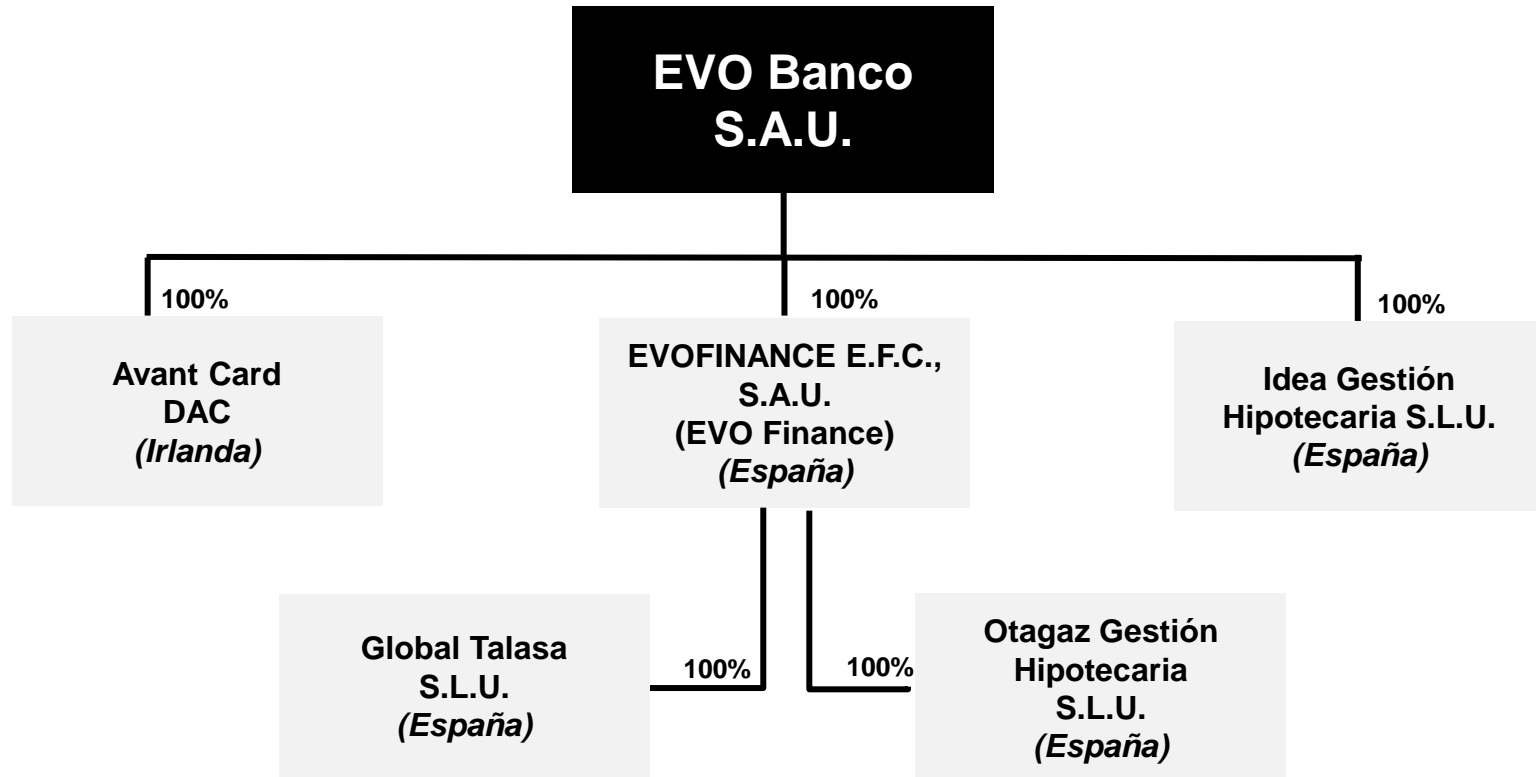 EVO Banco
S.A.U.
100%
100%
100%
Avant Card
DAC
(Irlanda)
EVOFINANCE E.F.C.,
S.A.U.
(EVO Finance)
(España)
Idea Gestión
Hipotecaria S.L.U.
(España)
Global Talasa
S.L.U.
(España)
100%
100%
Otagaz Gestión
Hipotecaria
S.L.U.
(España)